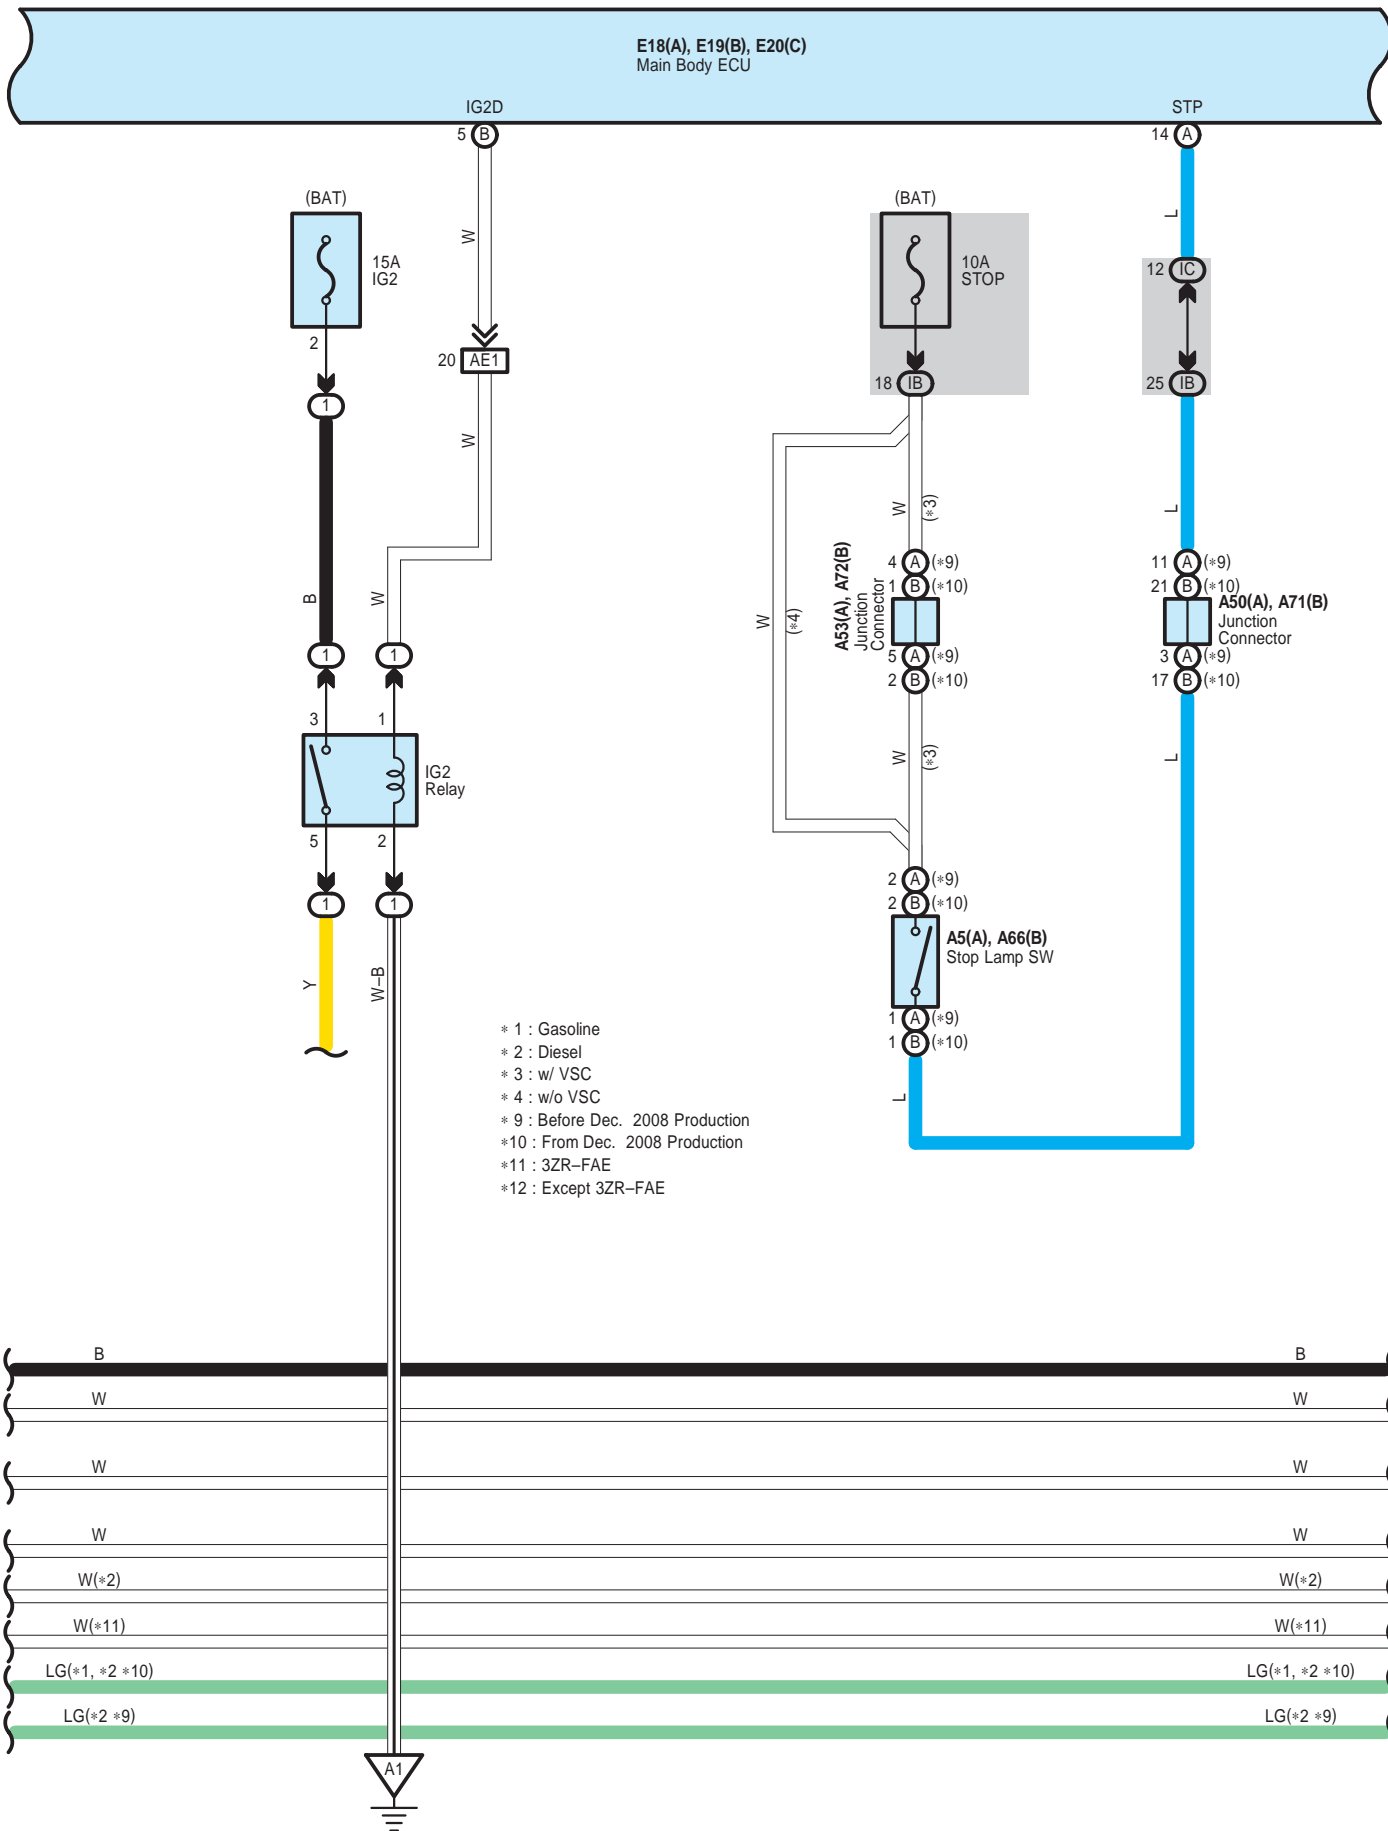 E18(A), E19(B), E20(C)
Main Body ECU
IG2D
STP
5 B
14 A
(BAT)
(BAT)
W
L
15A
IG2
10A
STOP
12 IC
2
20 AE1
18 IB
25 IB
1
W
W
(*3)
L
4 A (*9)
11 A (*9)
1 B (*10)
21 B (*10)
B
W
W
(*4)
A53(A), A72(B)
Junction
Connector
A50(A), A71(B)
Junction
Connector
1
1
5 A (*9)
3 A (*9)
2 B (*10)
17 B (*10)
3
1
W
(*3)
L
IG2
Relay
5
2
2 A (*9)
1
1
2 B (*10)
A5(A), A66(B)
Stop Lamp SW
Y
W–B
1 A (*9)
1 B (*10)
L
* 1 : Gasoline
* 2 : Diesel
* 3 : w/ VSC
* 4 : w/o VSC
* 9 : Before Dec. 2008 Production
*10 : From Dec. 2008 Production
*11 : 3ZR–FAE
*12 : Except 3ZR–FAE
B
B
W
W
W
W
W
W
W(*2)
W(*2)
W(*11)
W(*11)
LG(*1, *2 *10)
LG(*1, *2 *10)
LG(*2 *9)
LG(*2 *9)
A1